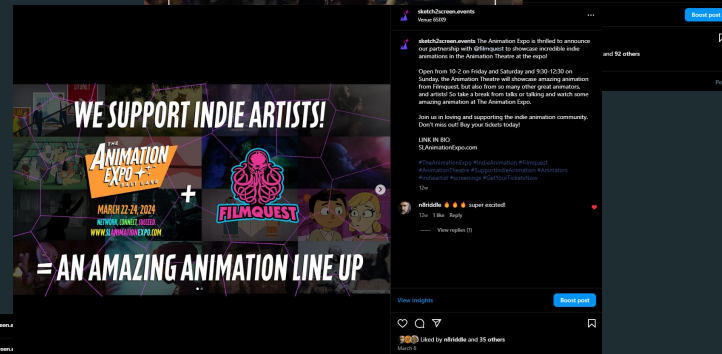 WE SUPPORT INDIE ARTISTS!
THE
ANIMATION
EXPO
SALT LAKE
MARCH 22-24, 2024
NETWORK, CONNECT, SUCCEED
WWW.SLANIMATIONEXPO.COM
+
FILMQUEST
= AN AMAZING ANIMATION LINE UP
sketch2screen.events
Venue 6SIX9
sketch2screen.events The Animation Expo is thrilled to announce
our partnership with @filmquest to showcase incredible indie
animations in the Animation Theatre at the expo!
Open from 10-2 on Friday and Saturday and 9:30-12:30 on
Sunday, the Animation Theatre will showcase amazing animation
from Filmquest, but also from so many other great animators,
and artists! So take a break from talks or talking and watch some
amazing animation at The Animation Expo.
Join us in loving and supporting the indie animation community.
Don't miss out! Buy your tickets today!
LINK IN BIO
SLAnimationExpo.com
#TheAnimationExpo #IndieAnimation #Filmquest
#AnimationTheatre #SupportIndieAnimation #Animation
#indieartist #screenings #GetYourTicketsNow
12w
n8riddle 🔥🔥🔥 super excited!
12w 1 like Reply
View replies (1)
View insights
Boost post
Liked by n8riddle and 35 others
March 6
Boost post
and 92 others
Po
een.e
een.e